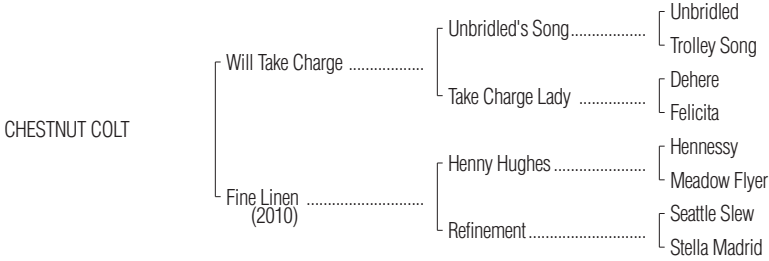 Unbridled
Unbridled's Song..................
Trolley Song
Will Take Charge ..................
Dehere
Take Charge Lady ................
Felicita
CHESTNUT COLT
Hennessy
Henny Hughes ......................
Meadow Flyer
Fine Linen ............................
(2010)
Seattle Slew
Refinement............................
Stella Madrid